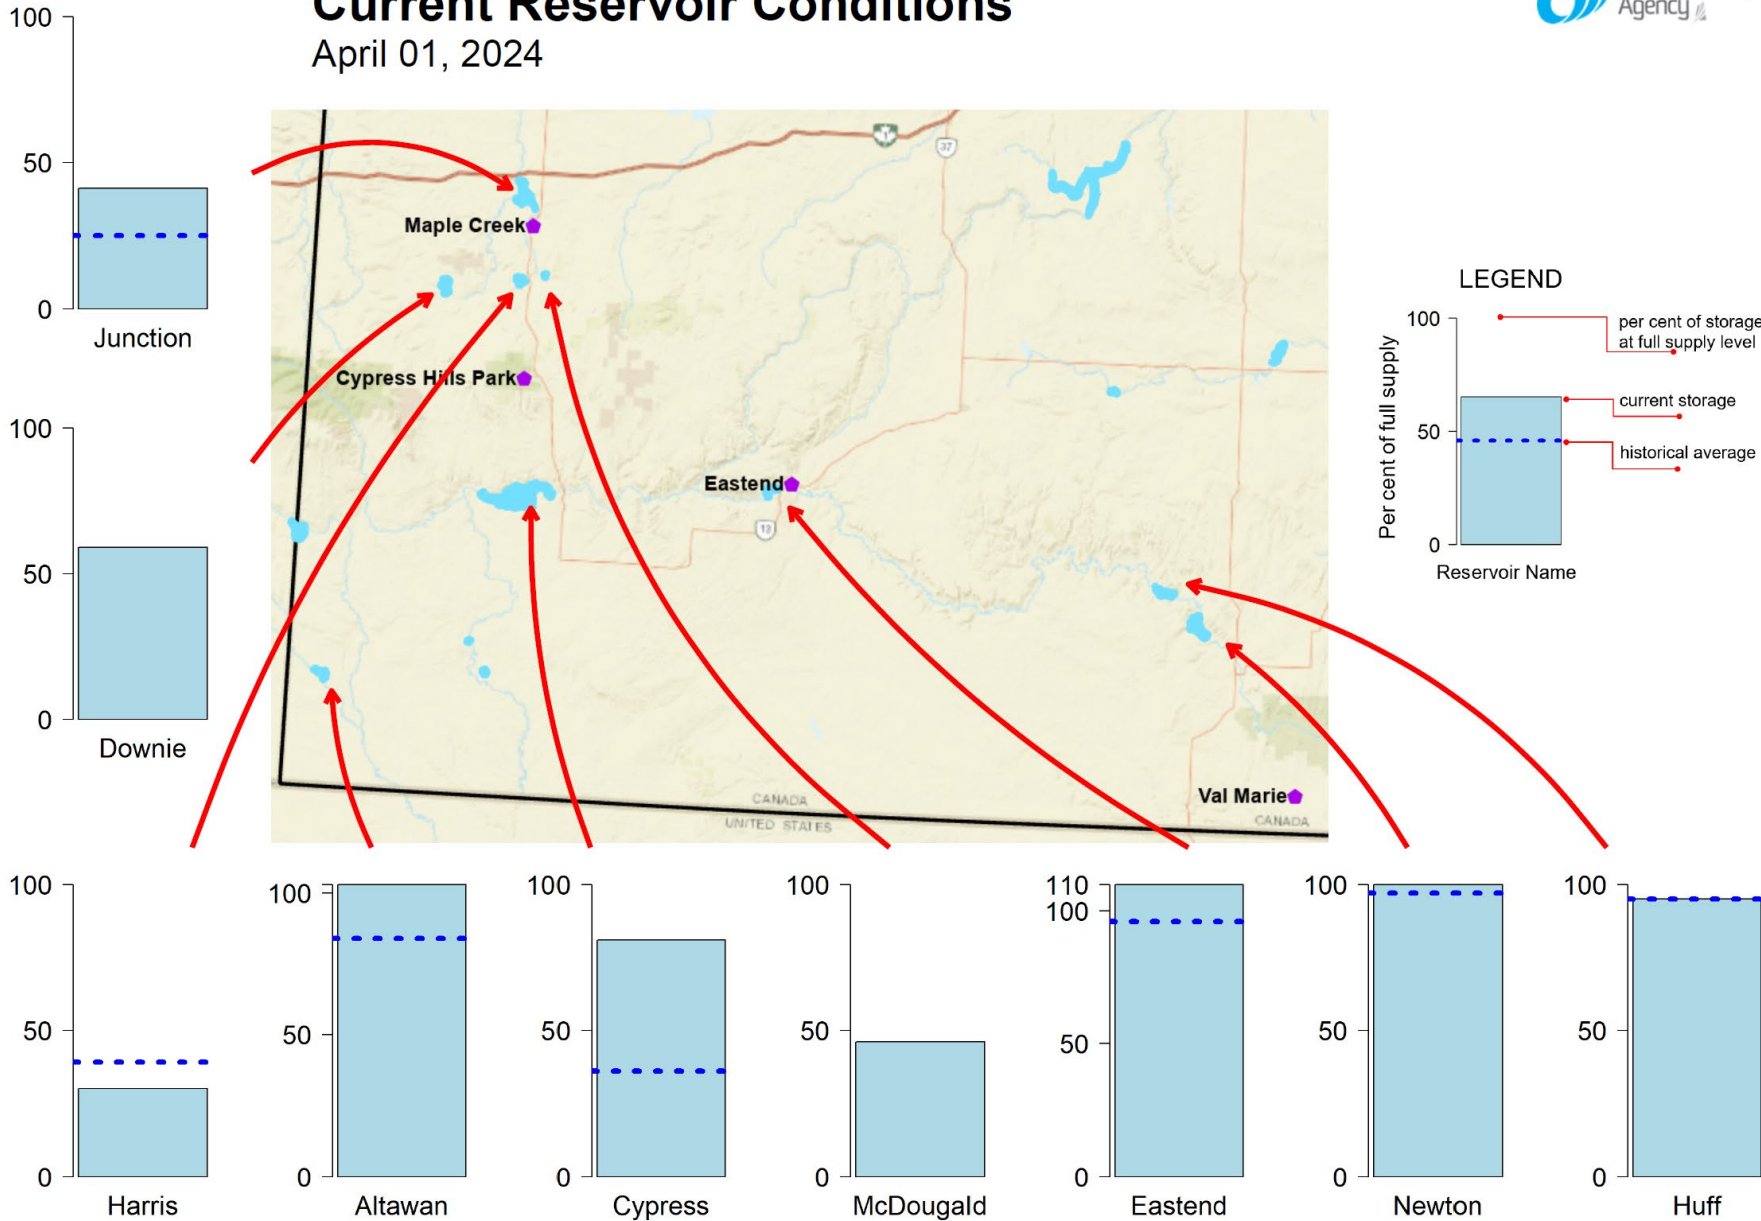 Current Reservoir Conditions
April 01, 2024
Agency
100
50
0
Junction
100
50
0
Downie
1
37
Maple Creek
Cypress Hills Park
Eastend
13
Val Marie
CANADA
UNITED STATES
CANADA
LEGEND
Per cent of full supply
100
50
0
per cent of storage
at full supply level
current storage
historical average
Reservoir Name
100
50
0
Harris
100
50
0
Altawan
100
50
0
Cypress
100
50
0
McDougald
110
100
50
0
Eastend
100
50
0
Newton
100
50
0
Huff